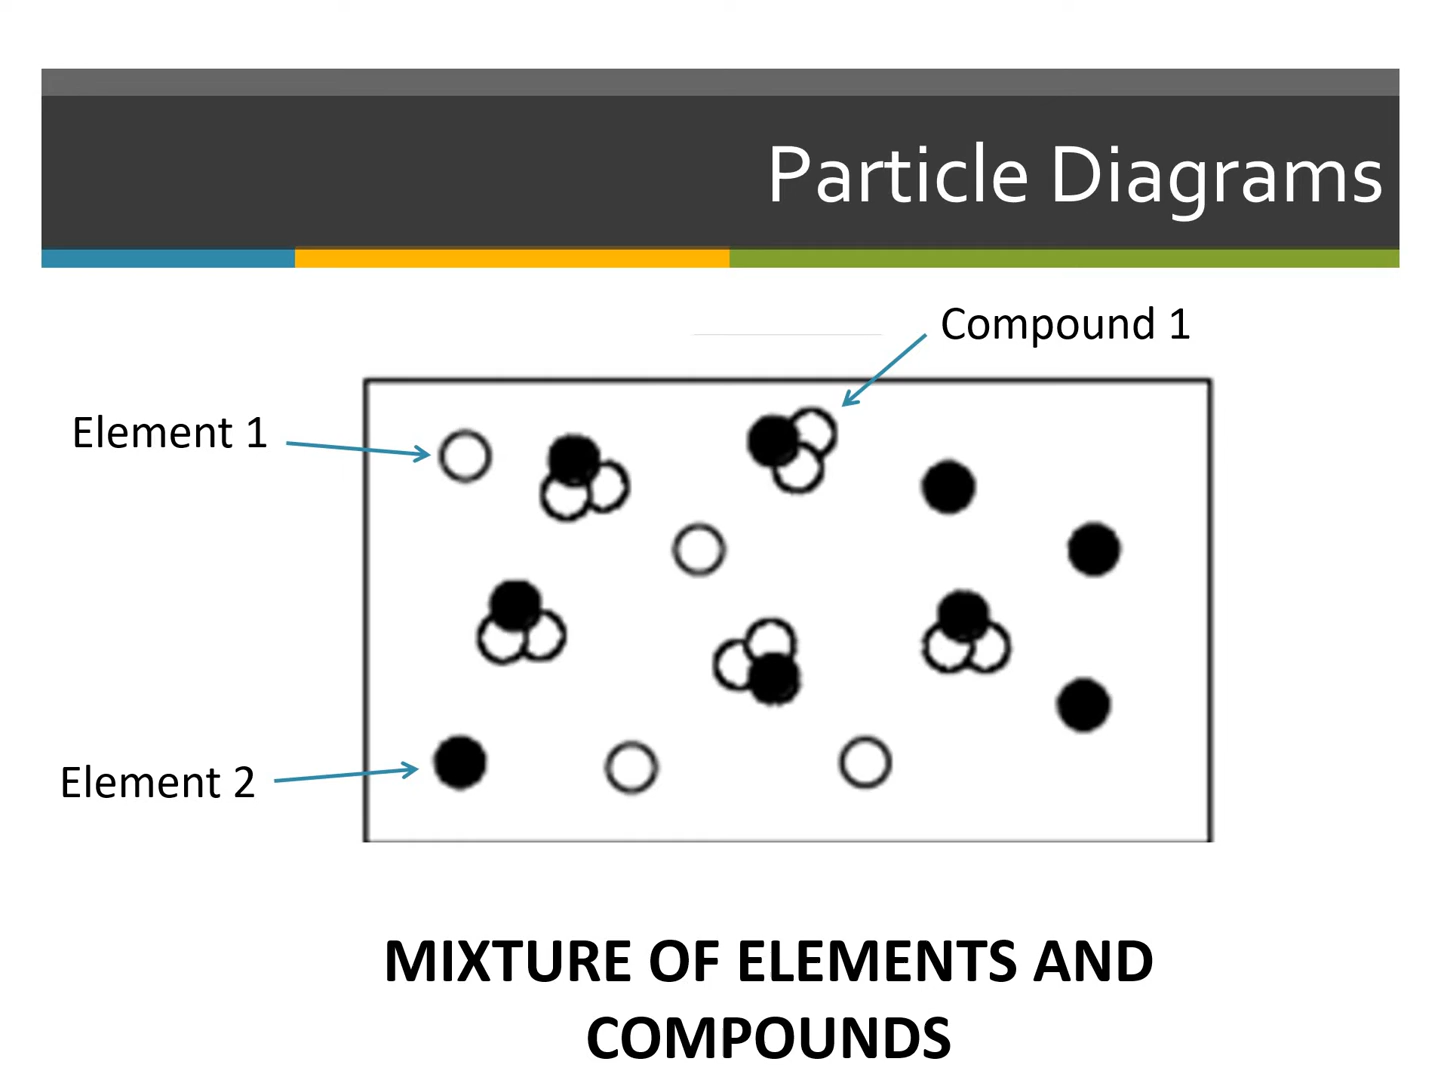 Particle Diagrams
Compound 1
Element 1
Element 2
MIXTURE OF ELEMENTS AND
COMPOUNDS